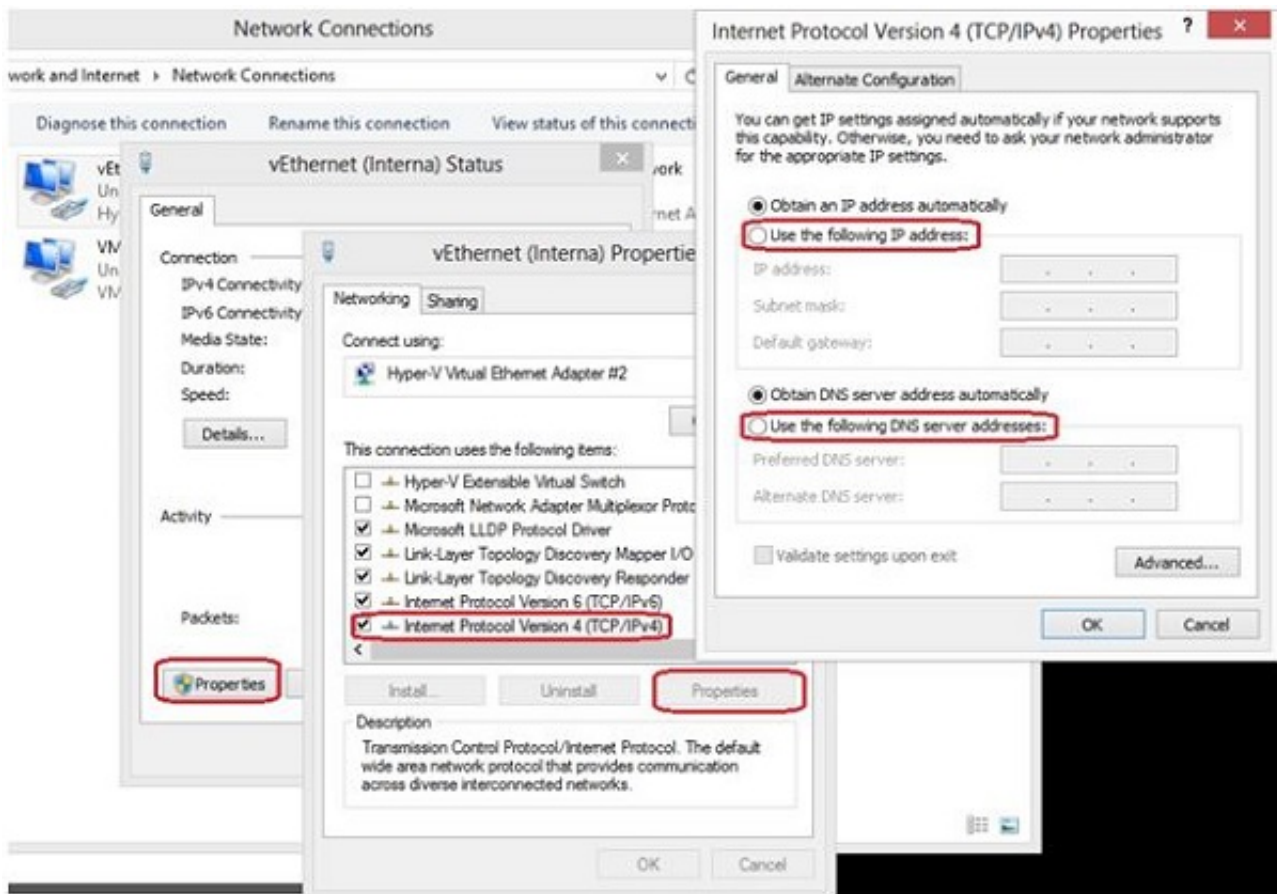 Network Connections
work and Internet ▸ Network Connections
Diagnose this connection Rename this connection View status of this connecti
vEt
Un
Hy
VM
Un
VM
ork
rnet A
vEthernet (Interna) Status
General
Connection
IPv4 Connectivity
IPv6 Connectivity
Media State:
Duration:
Speed:
Details...
Activity
Packets:
Properties
vEthernet (Interna) Propertie
Networking Sharing
Connect using:
Hyper-V Virtual Ethernet Adapter #2
This connection uses the following items:
Hyper-V Extensible Virtual Switch
Microsoft Network Adapter Multiplexor Protc
Microsoft LLDP Protocol Driver
Link-Layer Topology Discovery Mapper I/O
Link-Layer Topology Discovery Responder
Internet Protocol Version 6 (TCP/IPv6)
Internet Protocol Version 4 (TCP/IPv4)
Install... Uninstall Properties
Description
Transmission Control Protocol/Internet Protocol. The default
wide area network protocol that provides communication
across diverse interconnected networks.
OK Cancel
Internet Protocol Version 4 (TCP/IPv4) Properties ?
General Alternate Configuration
You can get IP settings assigned automatically if your network supports
this capability. Otherwise, you need to ask your network administrator
for the appropriate IP settings.
Obtain an IP address automatically
Use the following IP address:
IP address:
Subnet mask:
Default gateway:
Obtain DNS server address automatically
Use the following DNS server addresses:
Preferred DNS server:
Alternate DNS server:
Validate settings upon exit
Advanced...
OK Cancel